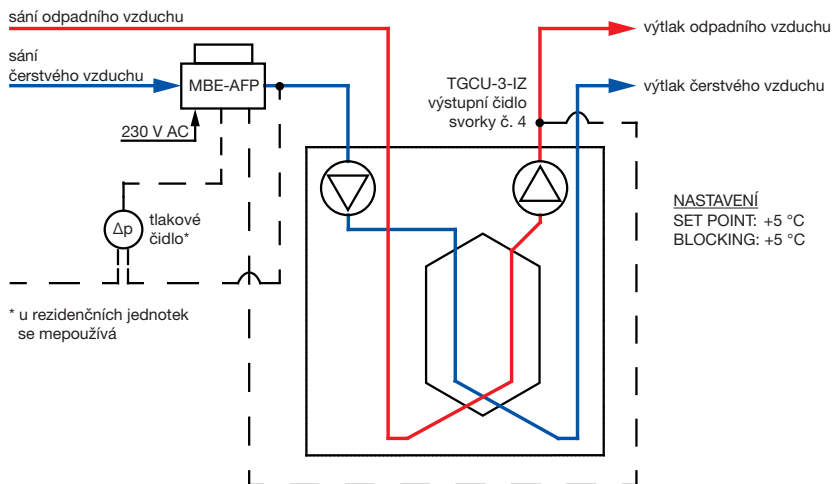 sání odpadního vzduchu
sání
čerstvého vzduchu
MBE-AFP
230 V AC
Δp
tlakové
čidlo*
* u rezidenčních jednotek
se mepoužívá
TGCU-3-IZ
výstupní čidlo
svorky č. 4
výtlak odpadního vzduchu
výtlak čerstvého vzduchu
NASTAVENÍ
SET POINT: +5 °C
BLOCKING: +5 °C